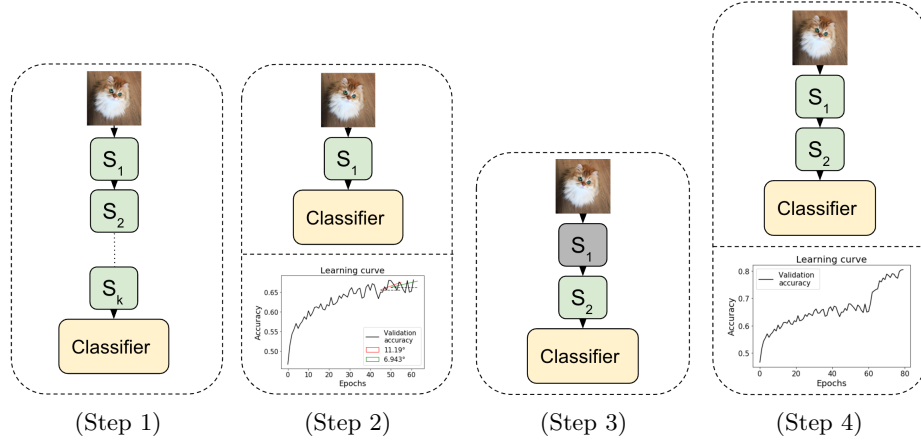 S1
S2
Sk
Classifier
(Step 1)
S1
Classifier
Learning curve
Accuracy
0.65
0.60
0.55
0.50
Validation
accuracy
11.19°
6.943°
0 10 20 30 40 50 60
Epochs
(Step 2)
S1
S2
Classifier
(Step 3)
S1
S2
Classifier
Learning curve
Accuracy
0.8
0.7
0.6
0.5
Validation
accuracy
0 20 40 60 80
Epochs
(Step 4)